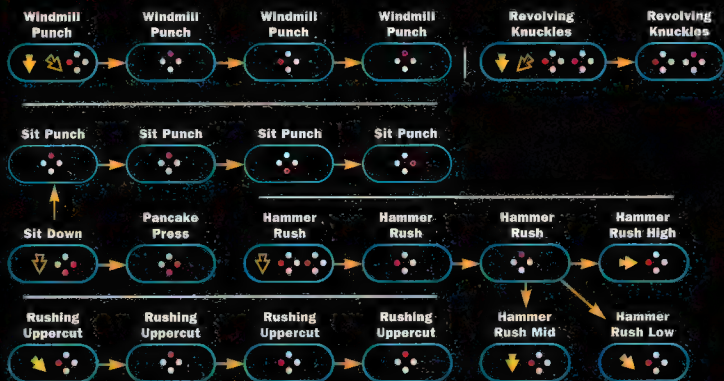 Windmill
Punch
Windmill
Punch
Windmill
Punch
Windmill
Punch
Revolving
Knuckles
Revolving
Knuckles
Sit Punch
Sit Punch
Sit Punch
Sit Punch
Sit Down
Pancake
Press
Hammer
Rush
Hammer
Rush
Hammer
Rush
Hammer
Rush High
Rushing
Uppercut
Rushing
Uppercut
Rushing
Uppercut
Rushing
Uppercut
Hammer
Rush Mid
Hammer
Rush Low